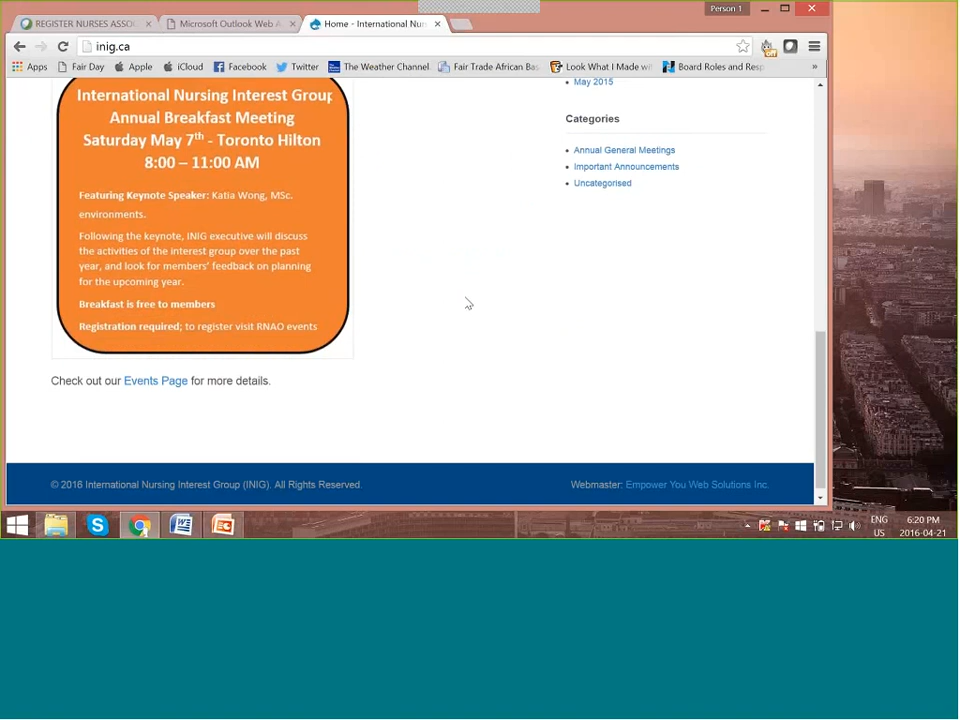 Person 1
REGISTER NURSES ASSO
Microsoft Outlook Web A
Home - International Nur
inig.ca
Apps
Fair Day
Apple
iCloud
Facebook
Twitter
The Weather Channel
Fair Trade African Bas
Look What I Made wi
Board Roles and Resp
»
International Nursing Interest Group
Annual Breakfast Meeting
Saturday May 7th - Toronto Hilton
8:00 – 11:00 AM
Featuring Keynote Speaker: Katia Wong, MSc.
environments.
Following the keynote, INIG executive will discuss
the activities of the interest group over the past
year, and look for members' feedback on planning
for the upcoming year.
Breakfast is free to members
Registration required; to register visit RNAO events
Check out our Events Page for more details.
May 2015
Categories
Annual General Meetings
Important Announcements
Uncategorised
© 2016 International Nursing Interest Group (INIG). All Rights Reserved.
Webmaster: Empower You Web Solutions Inc.
ENG
US
6:20 PM
2016-04-21